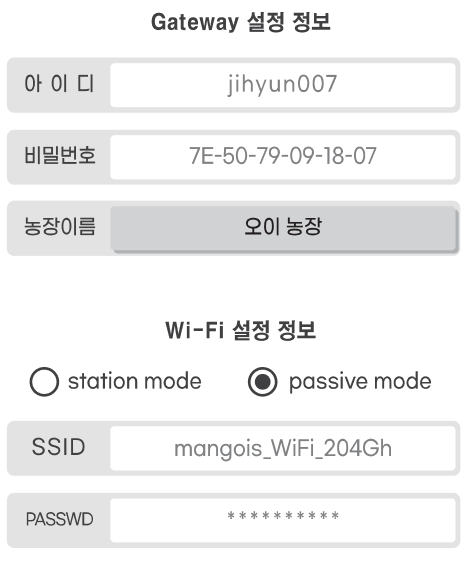 Gateway 설정 정보
아 이 디 jihyun007
비밀번호 7E-50-79-09-18-07
농장이름 오이 농장
Wi-Fi 설정 정보
station mode passive mode
SSID mangois_WiFi_204Gh
PASSWD **********